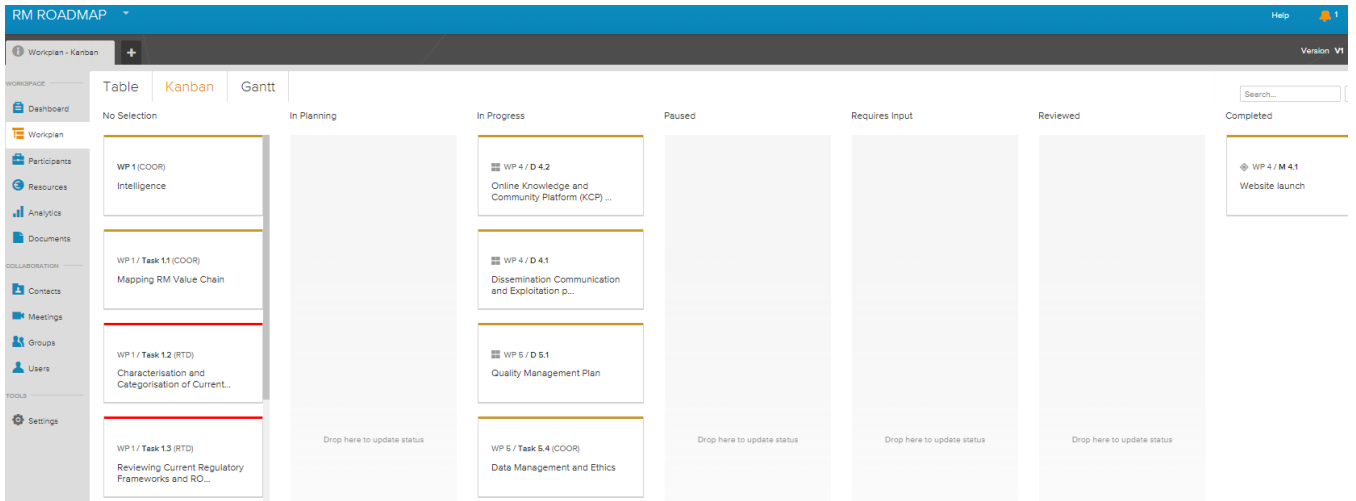 RM ROADMAP
Help
1
Workplan - Kanban
+
Version V1
WORKSPACE
Dashboard
Workplan
Participants
Resources
Analytics
Documents
COLLABORATION
Contacts
Meetings
Groups
Users
TOOLS
Settings
Table
Kanban
Gantt
Search...
No Selection
WP 1 (COOR)
Intelligence
WP 1 / Task 1.1 (COOR)
Mapping RM Value Chain
WP 1 / Task 1.2 (RTD)
Characterisation and
Categorisation of Current...
WP 1 / Task 1.3 (RTD)
Reviewing Current Regulatory
Frameworks and RO...
In Planning
Drop here to update status
In Progress
WP 4 / D 4.2
Online Knowledge and
Community Platform (KCP) ...
WP 4 / D 4.1
Dissemination Communication
and Exploitation p...
WP 5 / D 5.1
Quality Management Plan
WP 5 / Task 5.4 (COOR)
Data Management and Ethics
Paused
Drop here to update status
Requires Input
Drop here to update status
Reviewed
Drop here to update status
Completed
WP 4 / M 4.1
Website launch